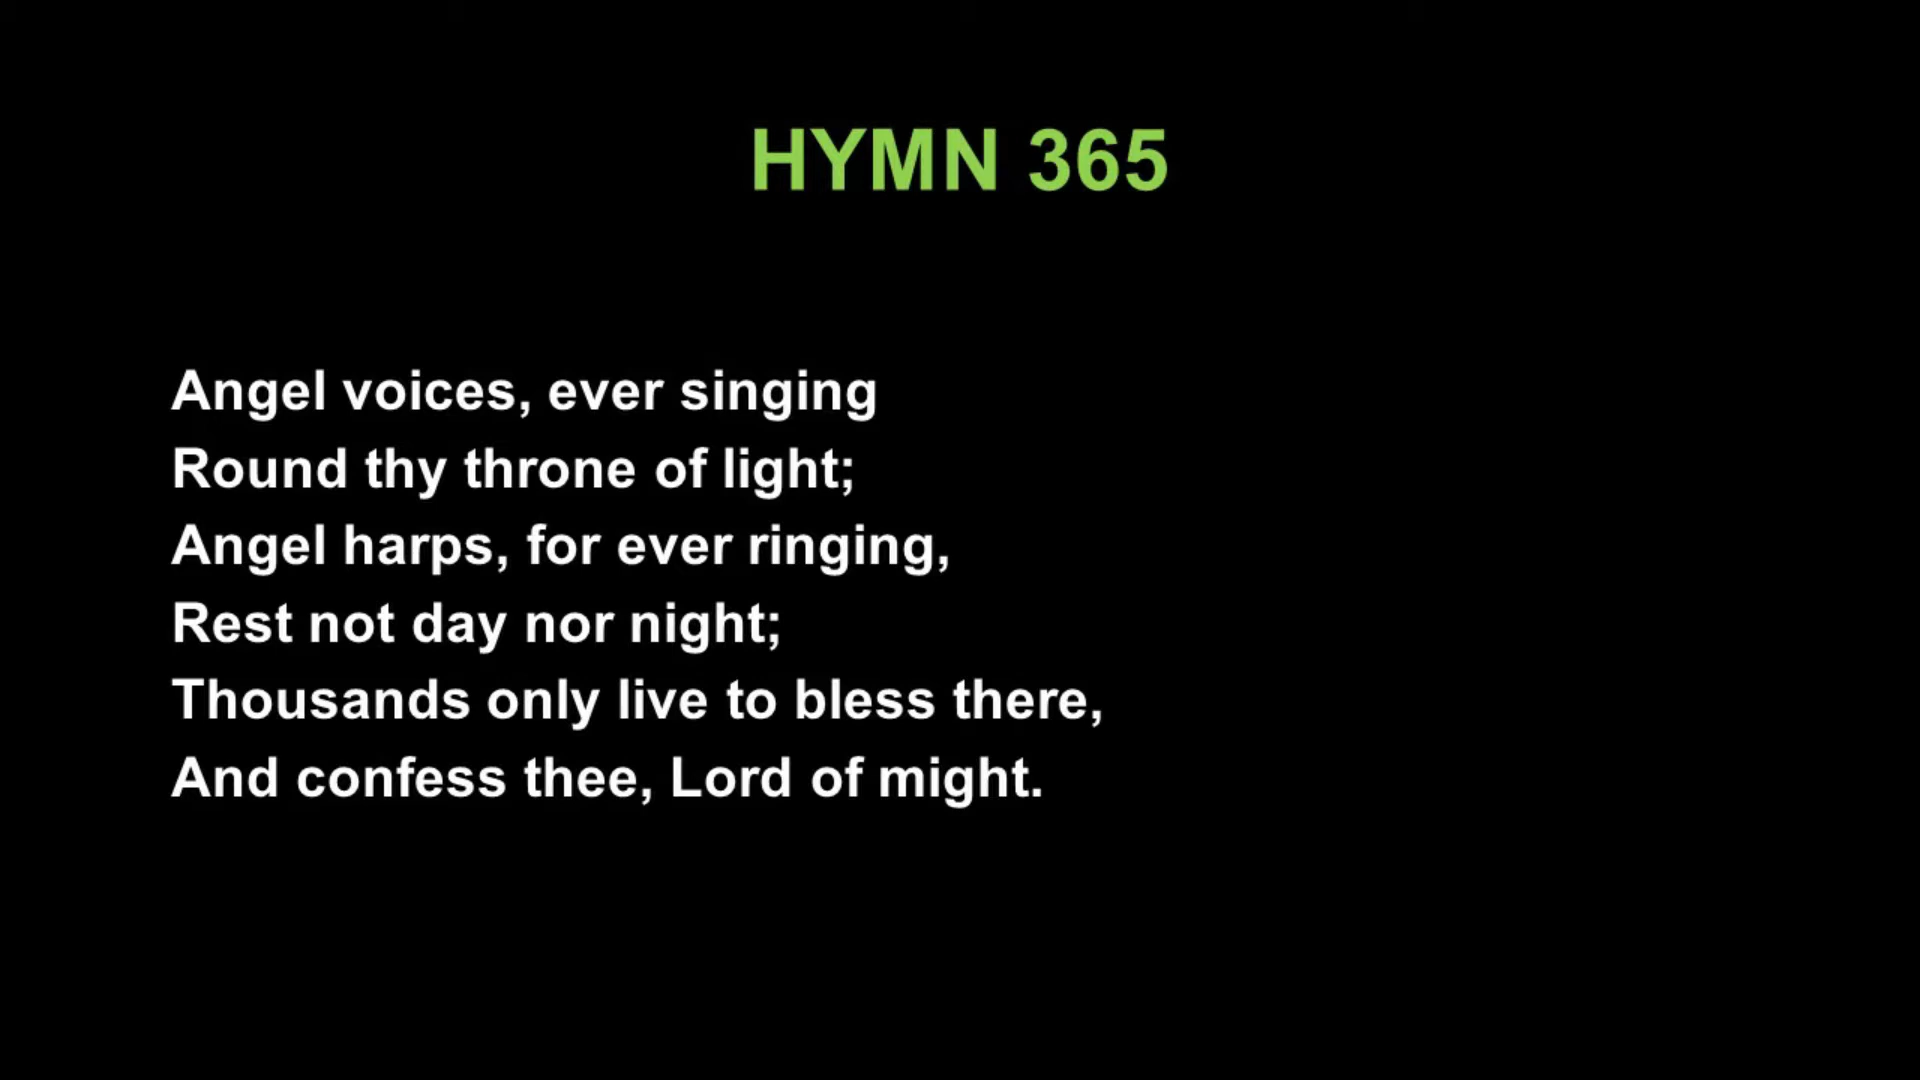 HYMN 365
Angel voices, ever singing
Round thy throne of light;
Angel harps, for ever ringing,
Rest not day nor night;
Thousands only live to bless there,
And confess thee, Lord of might.